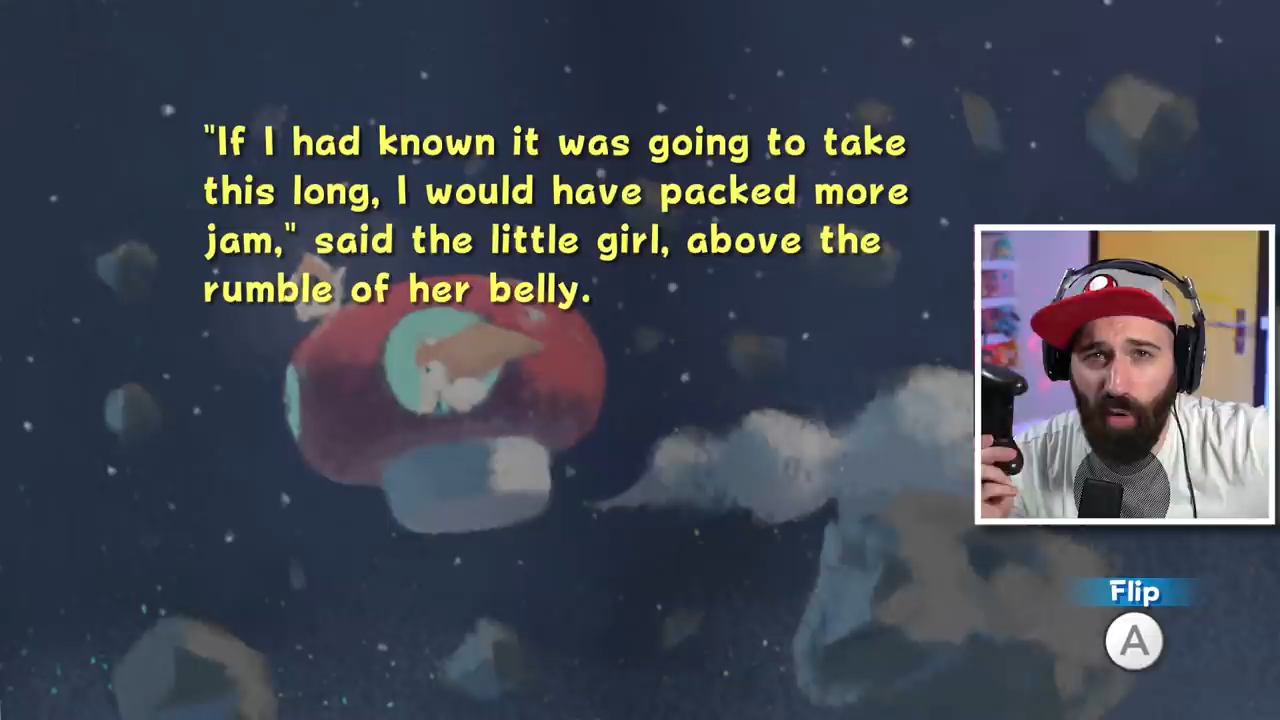 "If I had known it was going to take
this long, I would have packed more
jam," said the little girl, above the
rumble of her belly.
Flip
A